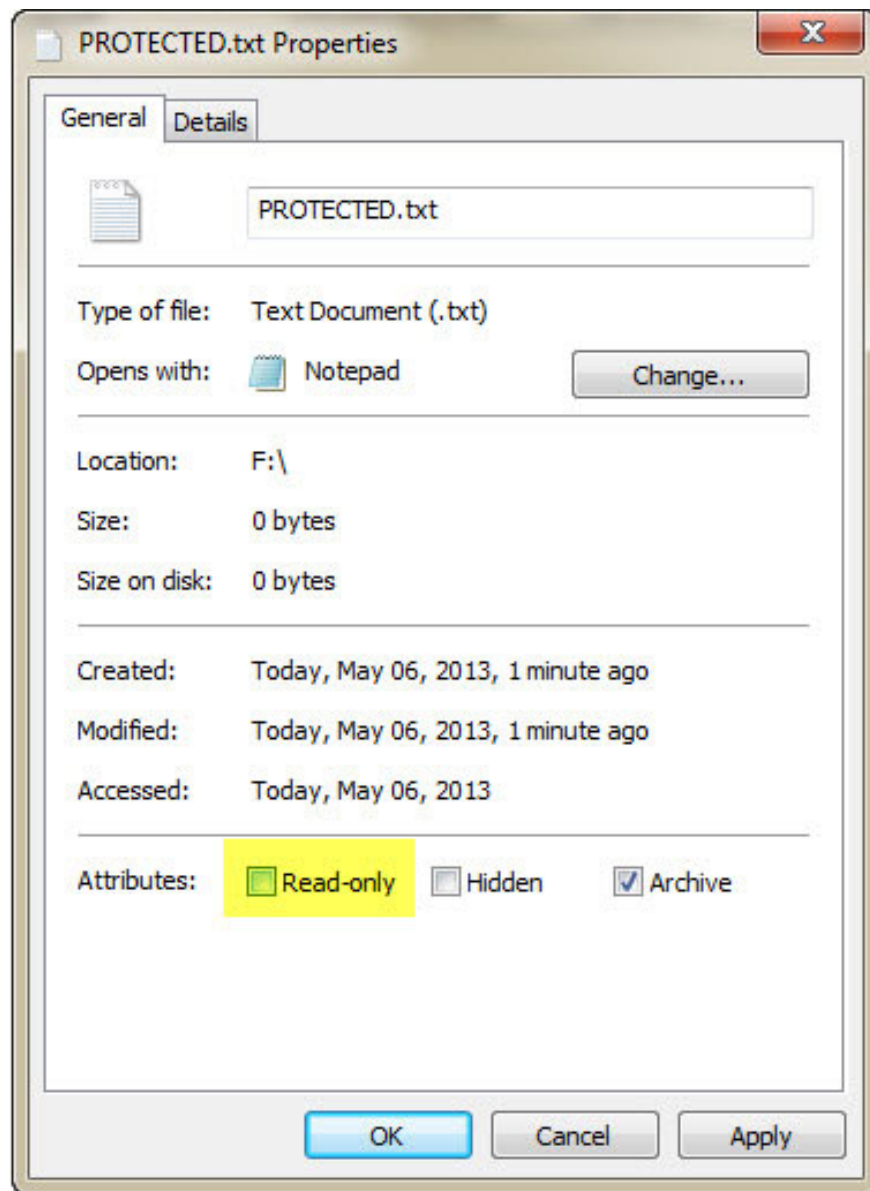 PROTECTED.txt Properties
General Details
PROTECTED.txt
Type of file: Text Document (.txt)
Opens with: Notepad Change...
Location: F:\
Size: 0 bytes
Size on disk: 0 bytes
Created: Today, May 06, 2013, 1 minute ago
Modified: Today, May 06, 2013, 1 minute ago
Accessed: Today, May 06, 2013
Attributes: Read-only Hidden Archive
OK Cancel Apply